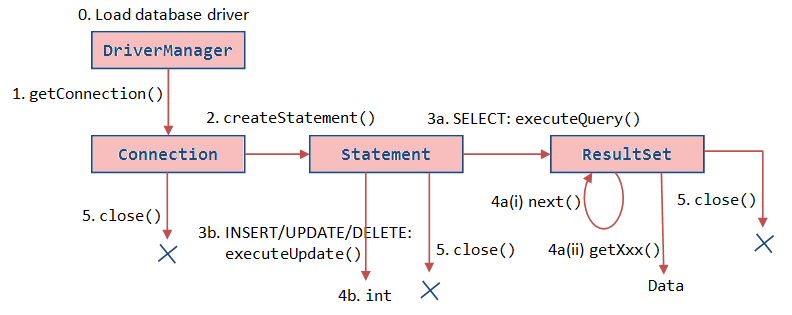 0. Load database driver
DriverManager
1. getConnection()
2. createStatement()
3a. SELECT: executeQuery()
Connection
Statement
ResultSet
4a(i) next()
5. close()
5. close()
3b. INSERT/UPDATE/DELETE:
executeUpdate()
5. close()
4a(ii) getXxx()
4b. int
Data